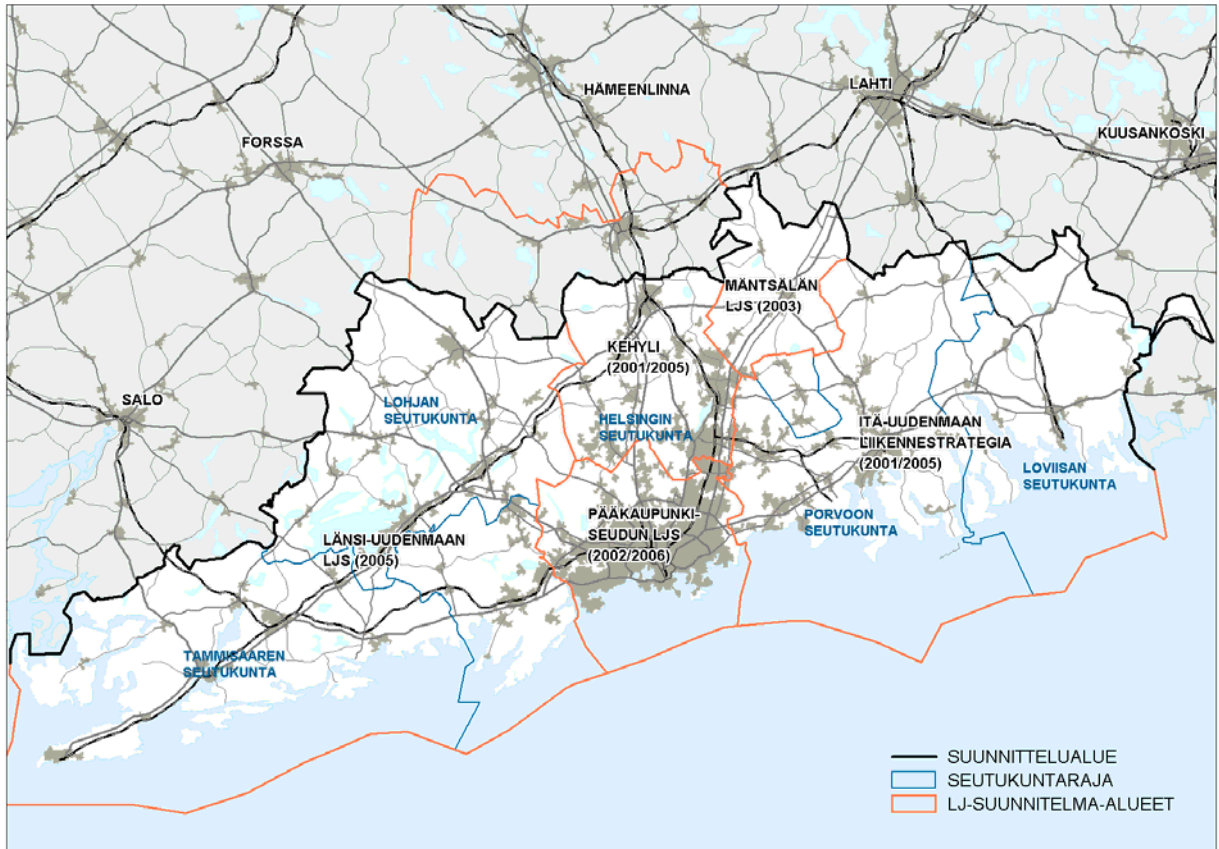 HÄMEENLINNA
LAHTI
KUUSANKOSKI
FORSSA
MÄNTSÄLÄN
LJS (2003)
KEHYLI
(2001/2005)
SALO
LOHJAN
SEUTUKUNTA
HELSINGIN
SEUTUKUNTA
ITÄ-UUDENMAAN
LIIKENNESTRATEGIA
(2001/2005)
LOVIISAN
SEUTUKUNTA
PÄÄKAUPUNKI-
SEUDUN LJS
(2002/2006)
PORVOON
SEUTUKUNTA
LÄNSI-UUDENMAAN
LJS (2005)
TAMMISAAREN
SEUTUKUNTA
SUUNNITTELUALUE
SEUTUKUNTARAJA
LJ-SUUNNITELMA-ALUEET